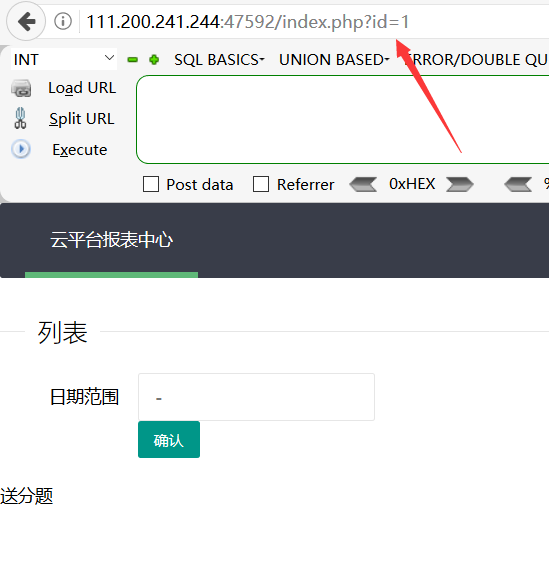 111.200.241.244:47592/index.php?id=1
INT SQL BASICS UNION BASED ERROR/DOUBLE QU
Load URL
Split URL
Execute
Post data Referrer 0xHEX %
云平台报表中心
列表
日期范围 -
确认
送分题